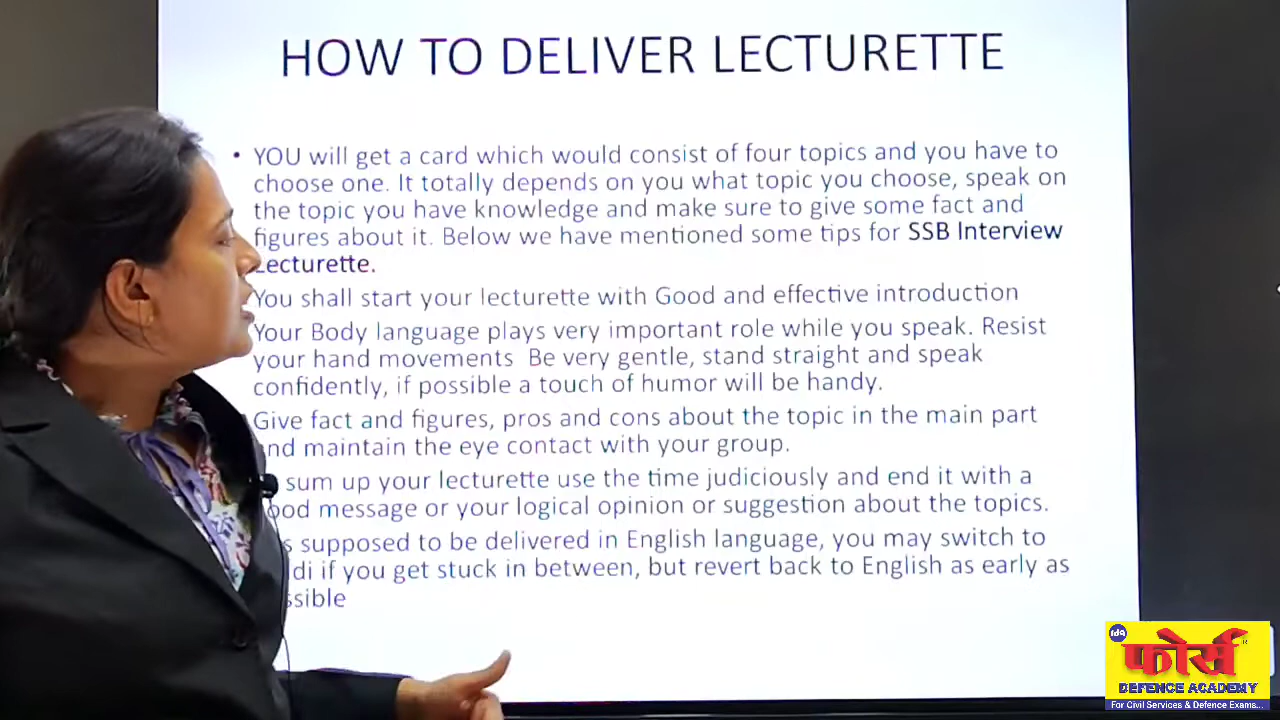 HOW TO DELIVER LECTURETTE
• YOU will get a card which would consist of four topics and you have to
choose one. It totally depends on you what topic you choose, speak on
the topic you have knowledge and make sure to give some fact and
figures about it. Below we have mentioned some tips for SSB Interview
Lecturette.
You shall start your lecturette with Good and effective introduction
Your Body language plays very important role while you speak. Resist
your hand movements Be very gentle, stand straight and speak
confidently, if possible a touch of humor will be handy.
Give fact and figures, pros and cons about the topic in the main part
and maintain the eye contact with your group.
sum up your lecturette use the time judiciously and end it with a
good message or your logical opinion or suggestion about the topics.
supposed to be delivered in English language, you may switch to
if you get stuck in between, but revert back to English as early as
fda
फोर्स
DEFENCE ACADEMY
For Civil Services & Defence Exams...